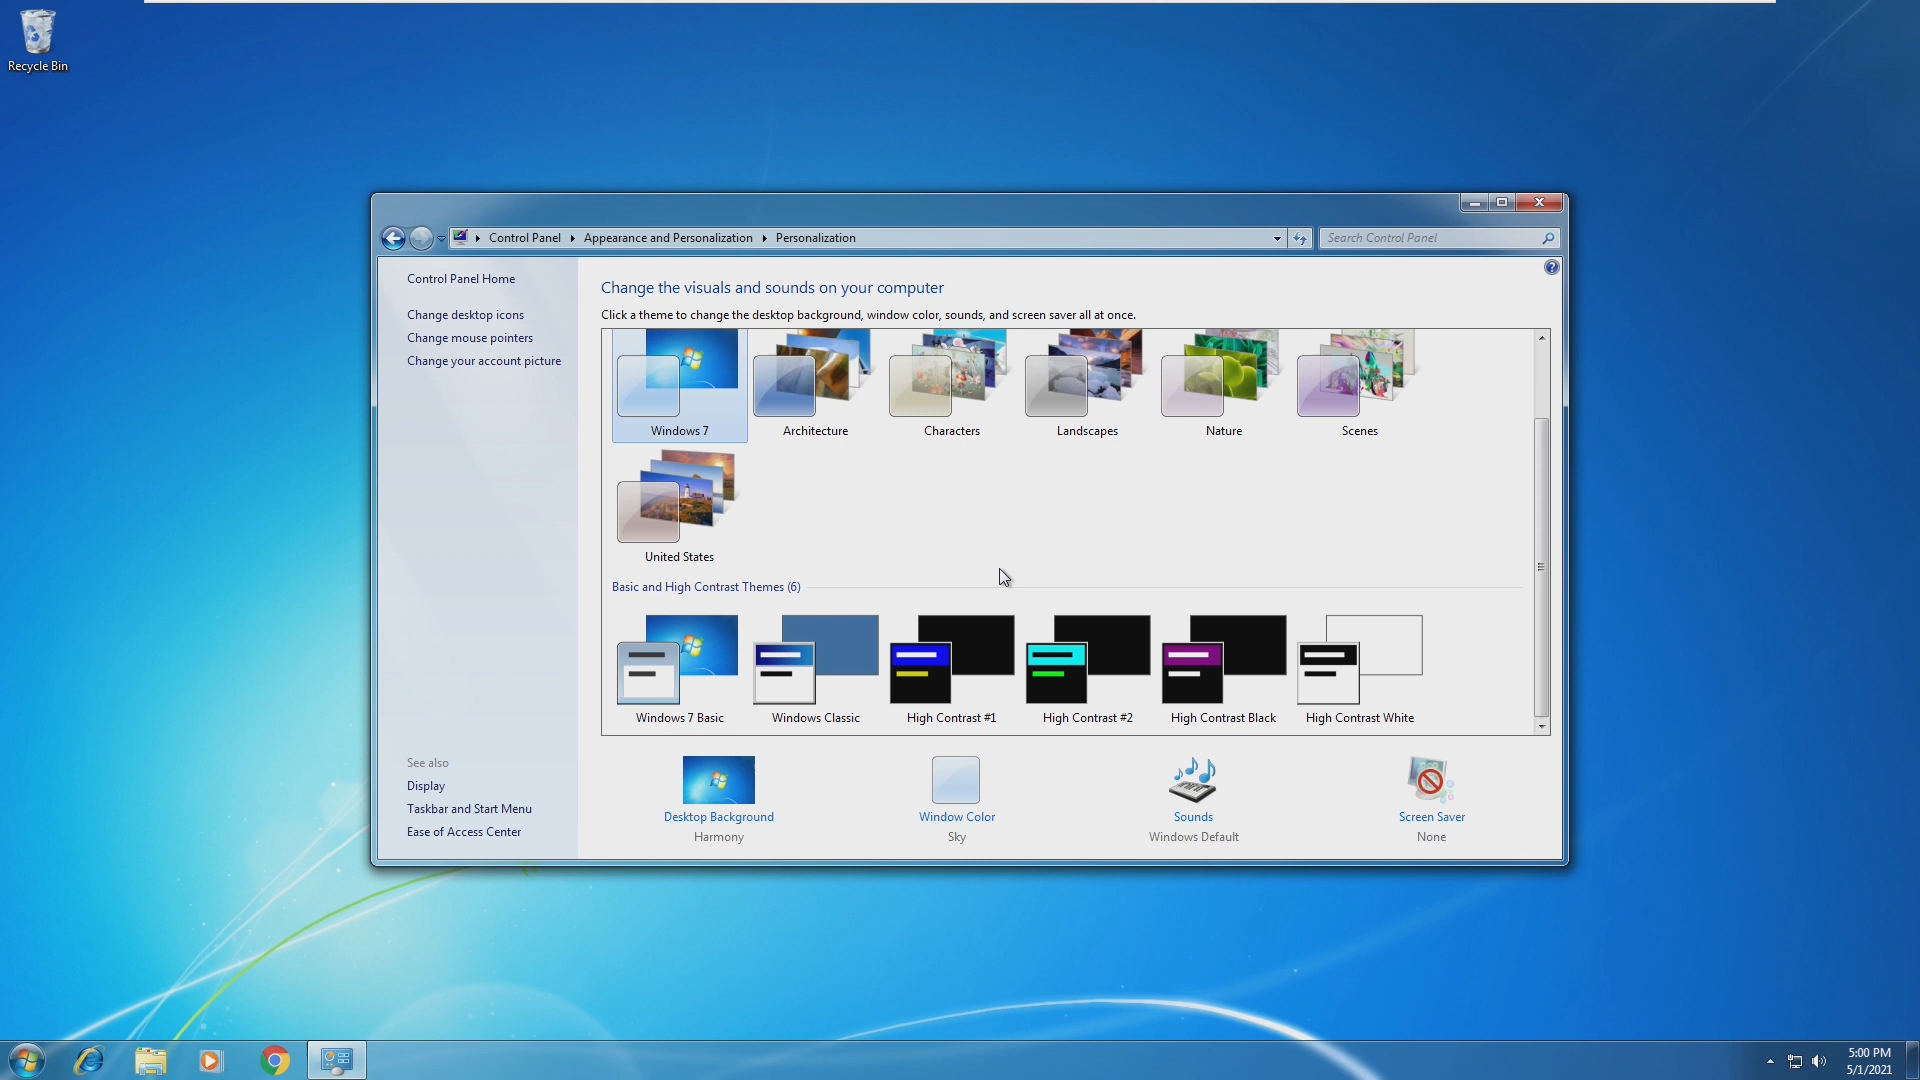 Recycle Bin
Control Panel
Appearance and Personalization
Personalization
Search Control Panel
Control Panel Home
Change desktop icons
Change mouse pointers
Change your account picture
See also
Display
Taskbar and Start Menu
Ease of Access Center
Change the visuals and sounds on your computer
Click a theme to change the desktop background, window color, sounds, and screen saver all at once.
Windows 7
Architecture
Characters
Landscapes
Nature
Scenes
United States
Basic and High Contrast Themes (6)
Windows 7 Basic
Windows Classic
High Contrast #1
High Contrast #2
High Contrast Black
High Contrast White
Desktop Background
Harmony
Window Color
Sky
Sounds
Windows Default
Screen Saver
None
5:00 PM
5/1/2021